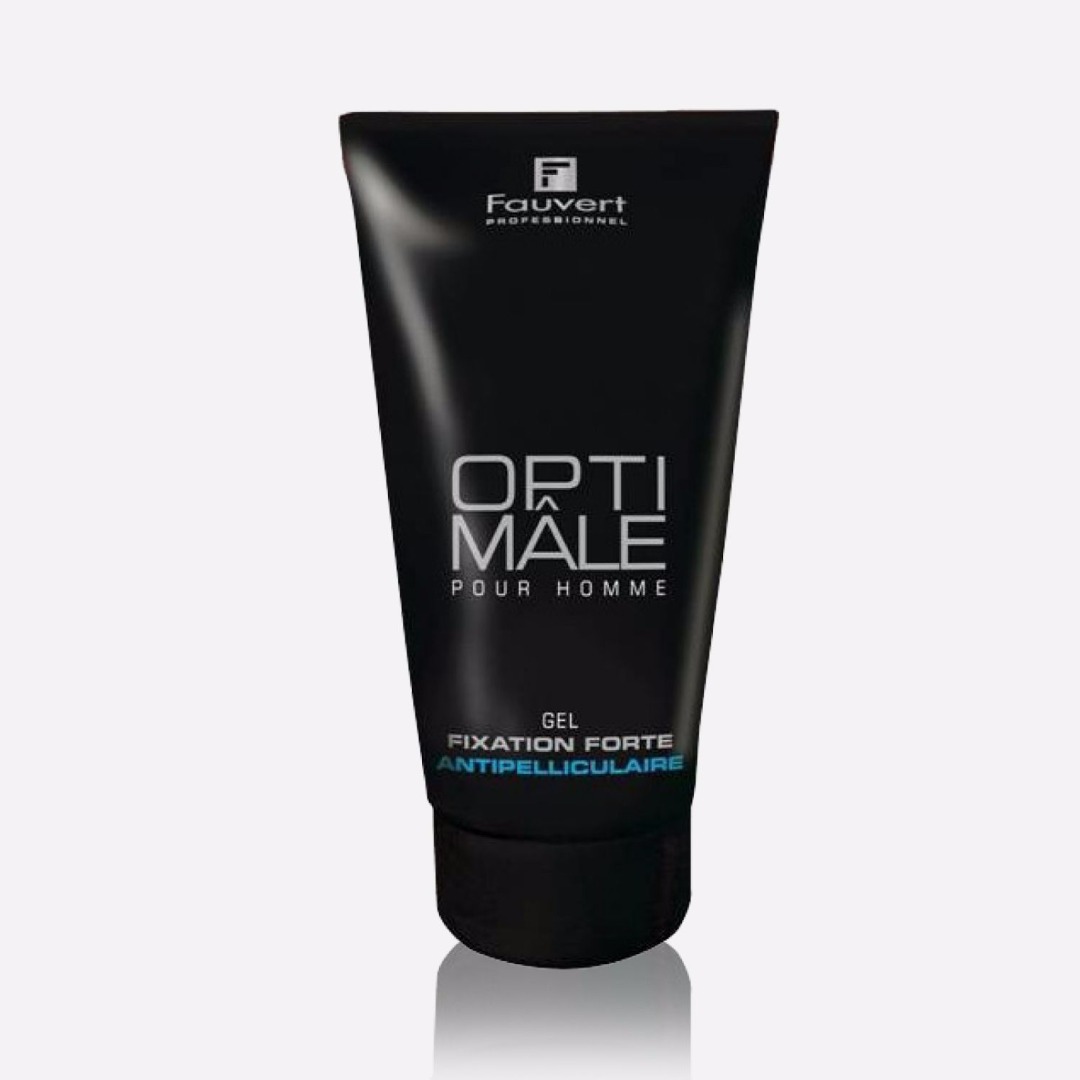 F
Fauvert
PROFESSIONNEL
OPTI
MÂLE
POUR HOMME
GEL
FIXATION FORTE
ANTIPELLICULAIRE